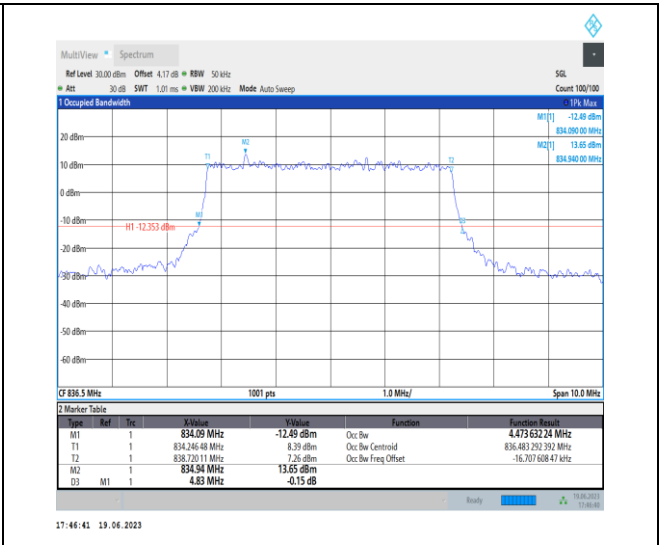 MultiView Spectrum
Ref Level 30.00 dBm Offset 4.17 dB RBW 50 kHz SGL
Att 30 dB SWT 1.01 ms VBW 200 kHz Mode Auto Sweep Count 100/100
1 Occupied Bandwidth 1Pk Max
M1[1] -12.49 dBm
834.090 00 MHz
M2[1] 13.65 dBm
834.940 00 MHz
20 dBm
M2
T1
T2
10 dBm
0 dBm
M1
D3
-10 dBm
H1 -12.353 dBm
-20 dBm
-30 dBm
-40 dBm
-50 dBm
-60 dBm
CF 836.5 MHz 1001 pts 1.0 MHz/ Span 10.0 MHz
2 Marker Table
Type Ref Trc X-Value Y-Value Function Function Result
M1 1 834.09 MHz -12.49 dBm Occ Bw 4.473 632 24 MHz
T1 1 834.246 48 MHz 8.39 dBm Occ Bw Centroid 836.483 292 392 MHz
T2 1 838.720 11 MHz 7.26 dBm Occ Bw Freq Offset -16.707 608 47 kHz
M2 1 834.94 MHz 13.65 dBm
D3 M1 1 4.83 MHz -0.15 dB
Ready 19.06.2023
17:46:40
17:46:41 19.06.2023